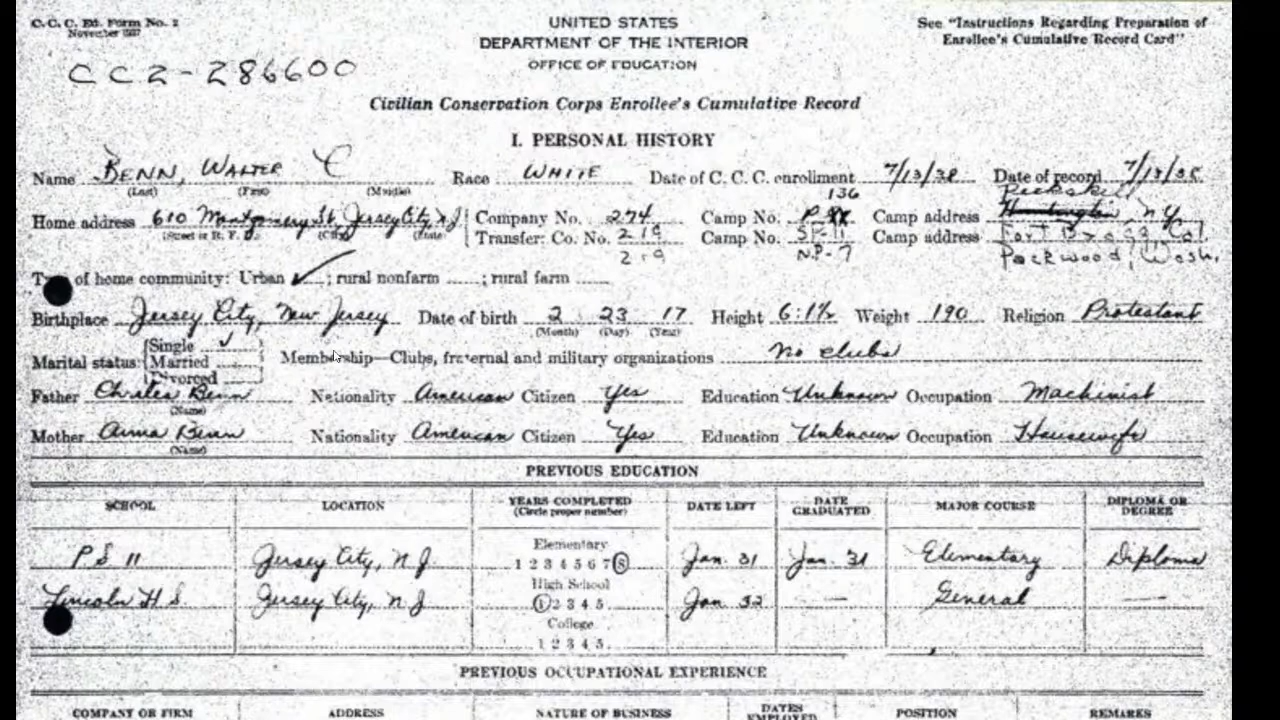 C. C. C. Ed. Form No. 2
November 1937
UNITED STATES
DEPARTMENT OF THE INTERIOR
OFFICE OF EDUCATION
See "Instructions Regarding Preparation of
Enrollee's Cumulative Record Card"
CC2-286600
Civilian Conservation Corps Enrollee's Cumulative Record
I. PERSONAL HISTORY
Name BENN, WALTER C Race WHITE Date of C. C. C. enrollment 7/13/38 Date of record 7/13/38
(Last) (First) (Middle)
136 Peekskill
Home address 610 Montgomery St, Jersey City, N J Company No. 274 Camp No. P Camp address Huntington, NY
(Street or R. F. D.) (City) (State) Transfer: Co. No. 219 Camp No. SF-11 Camp address Fort Bragg Cal.
219 N.P.-7 Packwood, Wash.
Type of home community: Urban ✓; rural nonfarm ; rural farm
Birthplace Jersey City, New Jersey Date of birth 2 23 17 Height 6:1½ Weight 190 Religion Protestant
(Month) (Day) (Year)
Marital status: Single ✓
Married
Divorced
Membership—Clubs, fraternal and military organizations No clubs
Father Charles Benn Nationality American Citizen Yes Education Unknown Occupation Machinist
(Name)
Mother Anna Benn Nationality American Citizen Yes Education Unknown Occupation Housewife
(Name)
PREVIOUS EDUCATION
SCHOOL LOCATION YEARS COMPLETED (Circle proper number) DATE LEFT DATE GRADUATED MAJOR COURSE DIPLOMA OR DEGREE
Elementary
P S 11 Jersey City, N J. 1 2 3 4 5 6 7 8 Jan. 31 Jan. 31 Elementary Diploma
High School
Lincoln H. S. Jersey City, N J 1 2 3 4 5 Jan 32 General —
College
1 2 3 4 5
PREVIOUS OCCUPATIONAL EXPERIENCE
COMPANY OR FIRM ADDRESS NATURE OF BUSINESS DATES EMPLOYED POSITION REMARKS